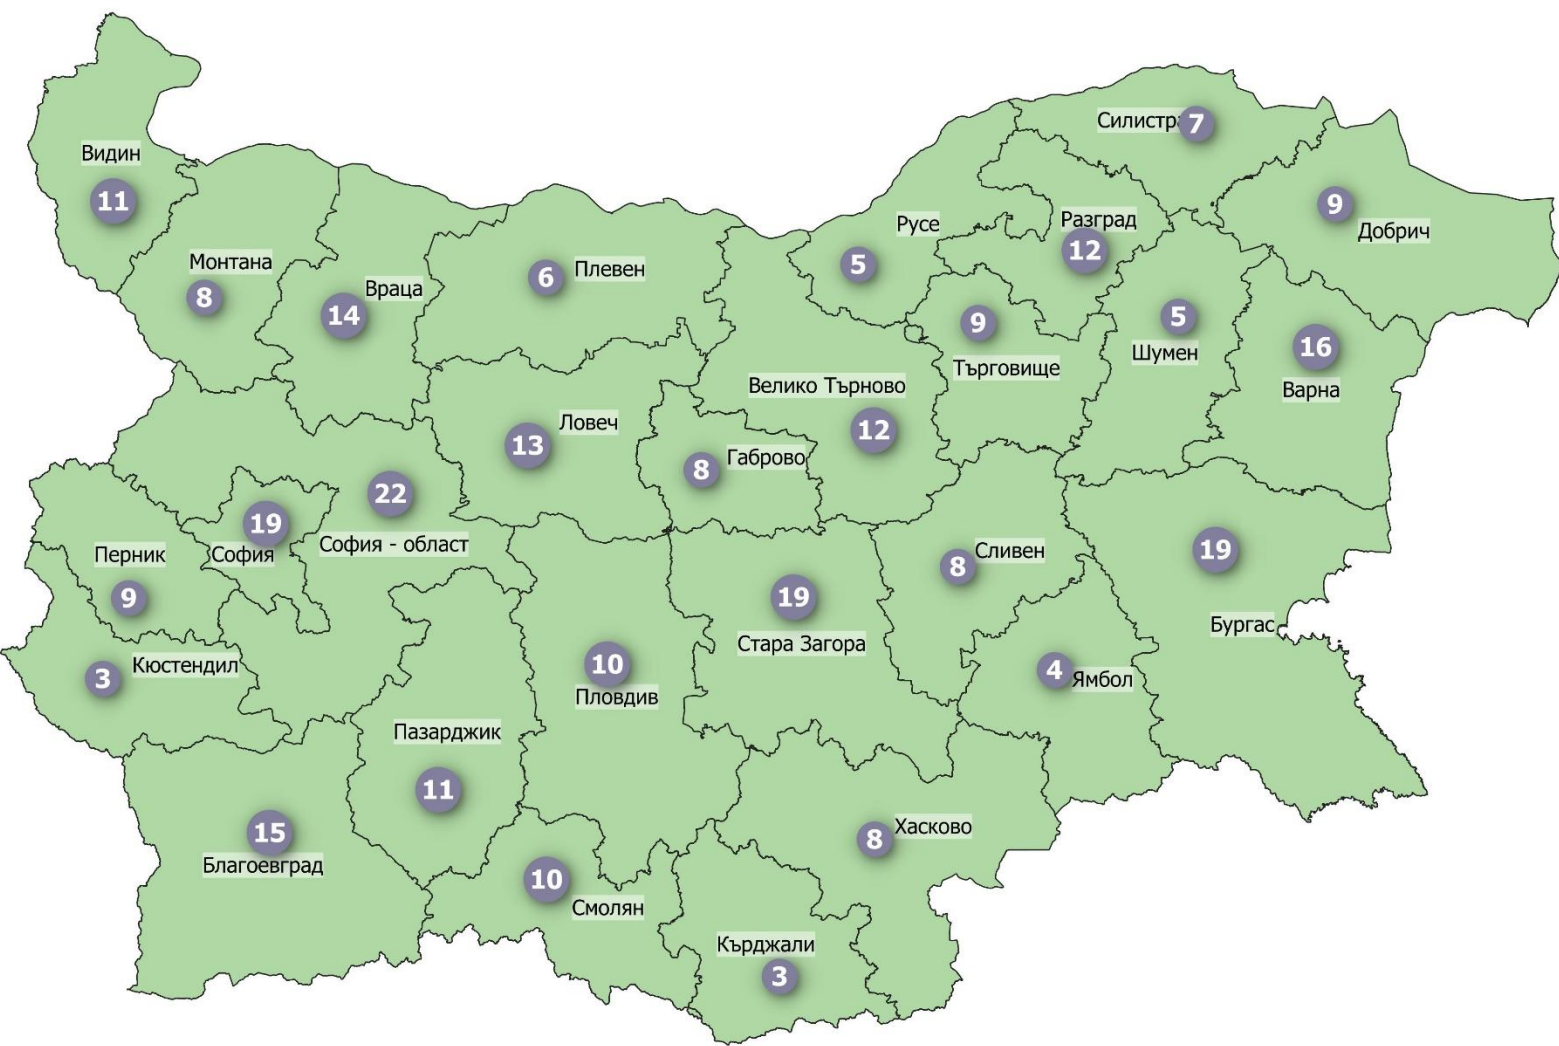 Видин
11
Монтана
8
Враца
14
Плевен
6
Русе
5
Силистра
7
Разград
12
Добрич
9
Търговище
9
Шумен
5
Варна
16
Велико Търново
12
Ловеч
13
Габрово
8
София - област
22
София
19
Перник
9
Кюстендил
3
Сливен
8
Стара Загора
19
Бургас
19
Ямбол
4
Пловдив
10
Пазарджик
11
Благоевград
15
Смолян
10
Хасково
8
Кърджали
3